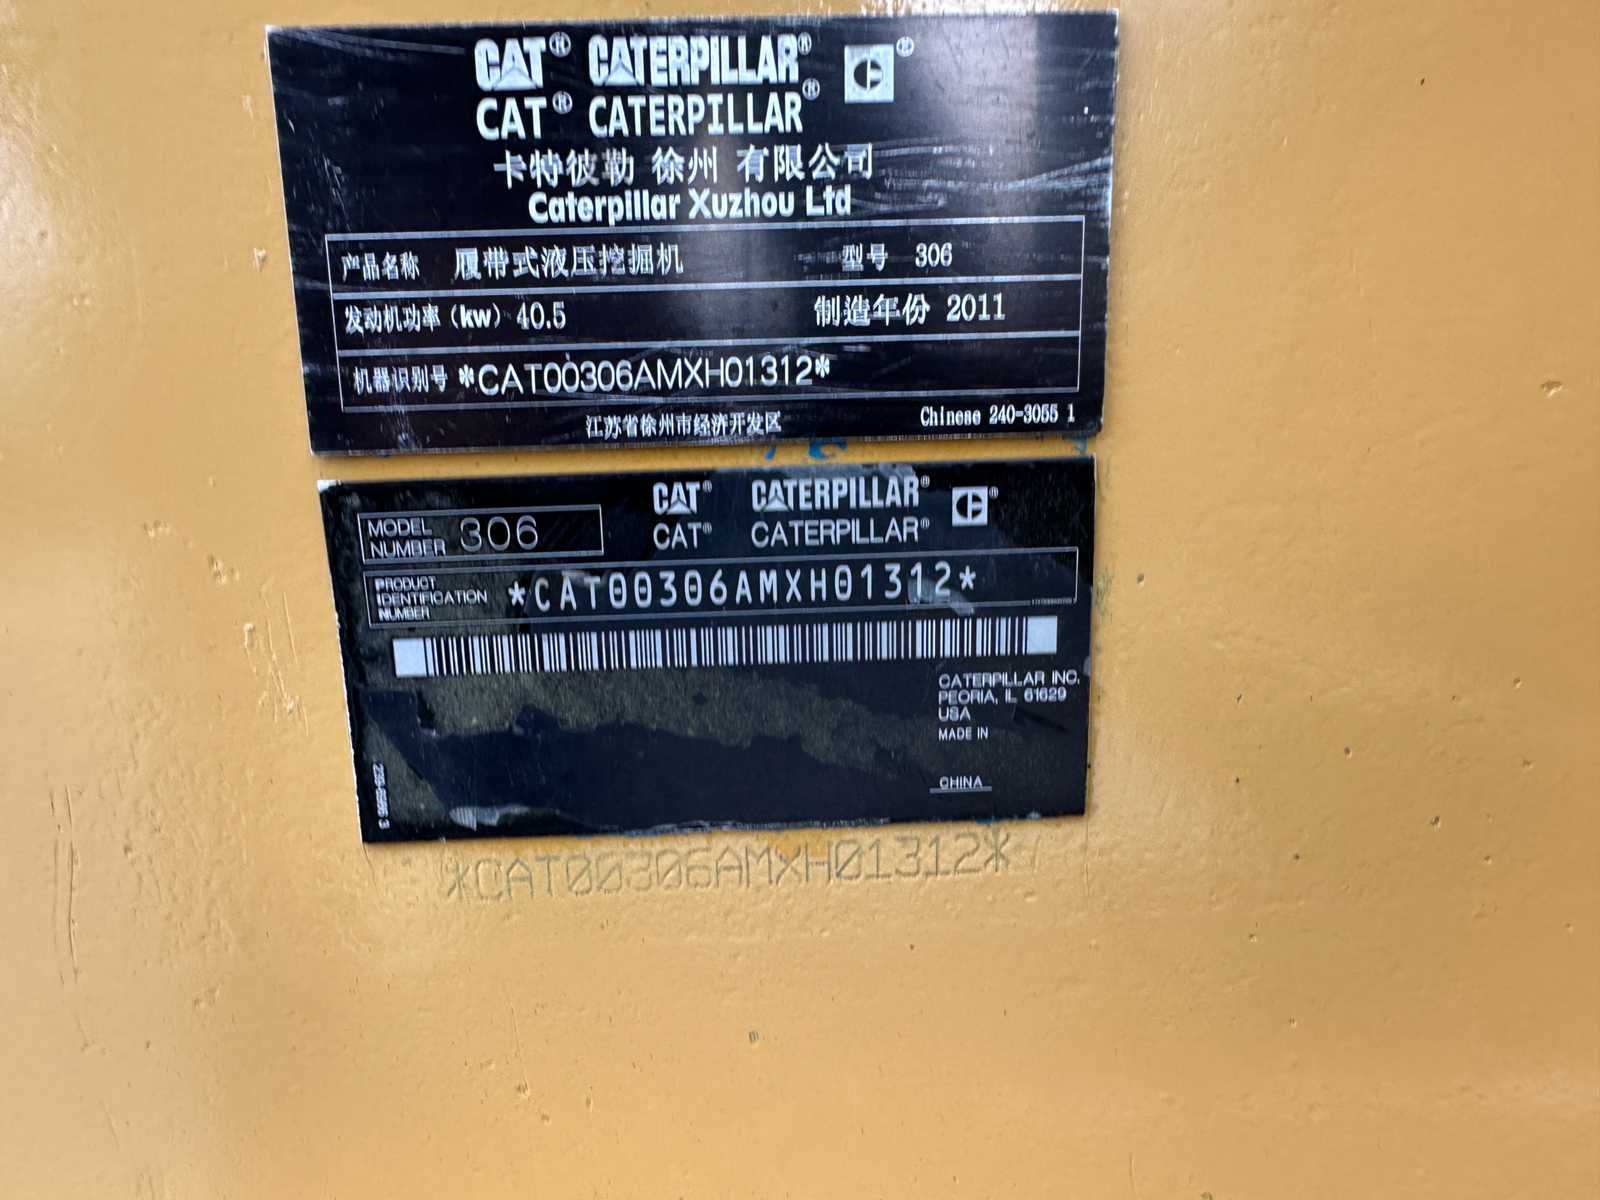 CAT® CATERPILLAR® C®
CAT® CATERPILLAR®
卡特彼勒 徐州 有限公司
Caterpillar Xuzhou Ltd
产品名称 履带式液压挖掘机 型号 306
发动机功率(kw) 40.5 制造年份 2011
机器识别号 *CAT00306AMXH01312*
江苏省徐州市经济开发区 Chinese 240-3055 1
CAT® CATERPILLAR® C®
CAT® CATERPILLAR®
MODEL
NUMBER 306
PRODUCT
IDENTIFICATION
NUMBER *CAT00306AMXH01312*
CATERPILLAR INC.
PEORIA, IL 61629
USA
MADE IN
CHINA
*CAT00306AMXH01312*